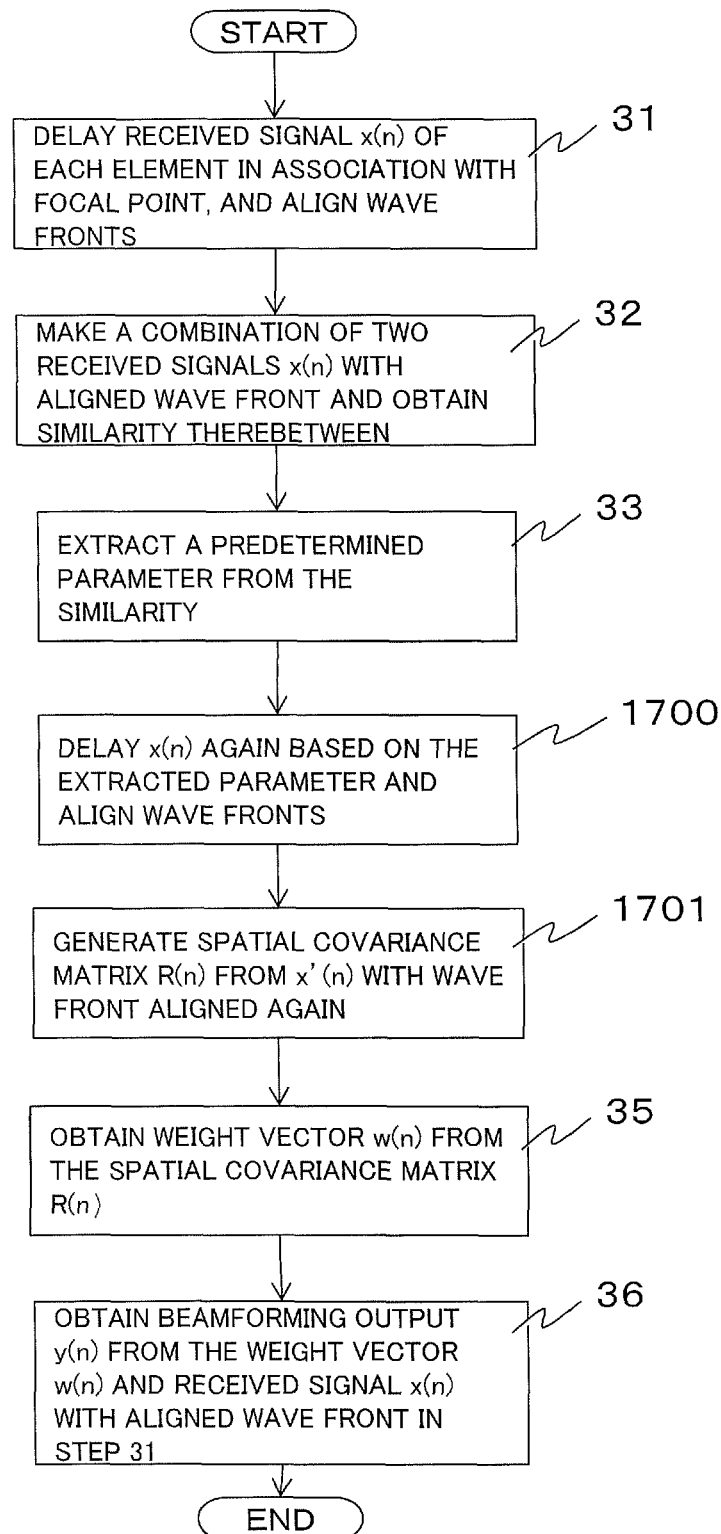 START
31
DELAY RECEIVED SIGNAL x(n) OF
EACH ELEMENT IN ASSOCIATION WITH
FOCAL POINT, AND ALIGN WAVE
FRONTS
32
MAKE A COMBINATION OF TWO
RECEIVED SIGNALS x(n) WITH
ALIGNED WAVE FRONT AND OBTAIN
SIMILARITY THEREBETWEEN
33
EXTRACT A PREDETERMINED
PARAMETER FROM THE
SIMILARITY
1700
DELAY x(n) AGAIN BASED ON THE
EXTRACTED PARAMETER AND
ALIGN WAVE FRONTS
1701
GENERATE SPATIAL COVARIANCE
MATRIX R(n) FROM x'(n) WITH WAVE
FRONT ALIGNED AGAIN
35
OBTAIN WEIGHT VECTOR w(n) FROM
THE SPATIAL COVARIANCE MATRIX
R(n)
36
OBTAIN BEAMFORMING OUTPUT
y(n) FROM THE WEIGHT VECTOR
w(n) AND RECEIVED SIGNAL x(n)
WITH ALIGNED WAVE FRONT IN
STEP 31
END